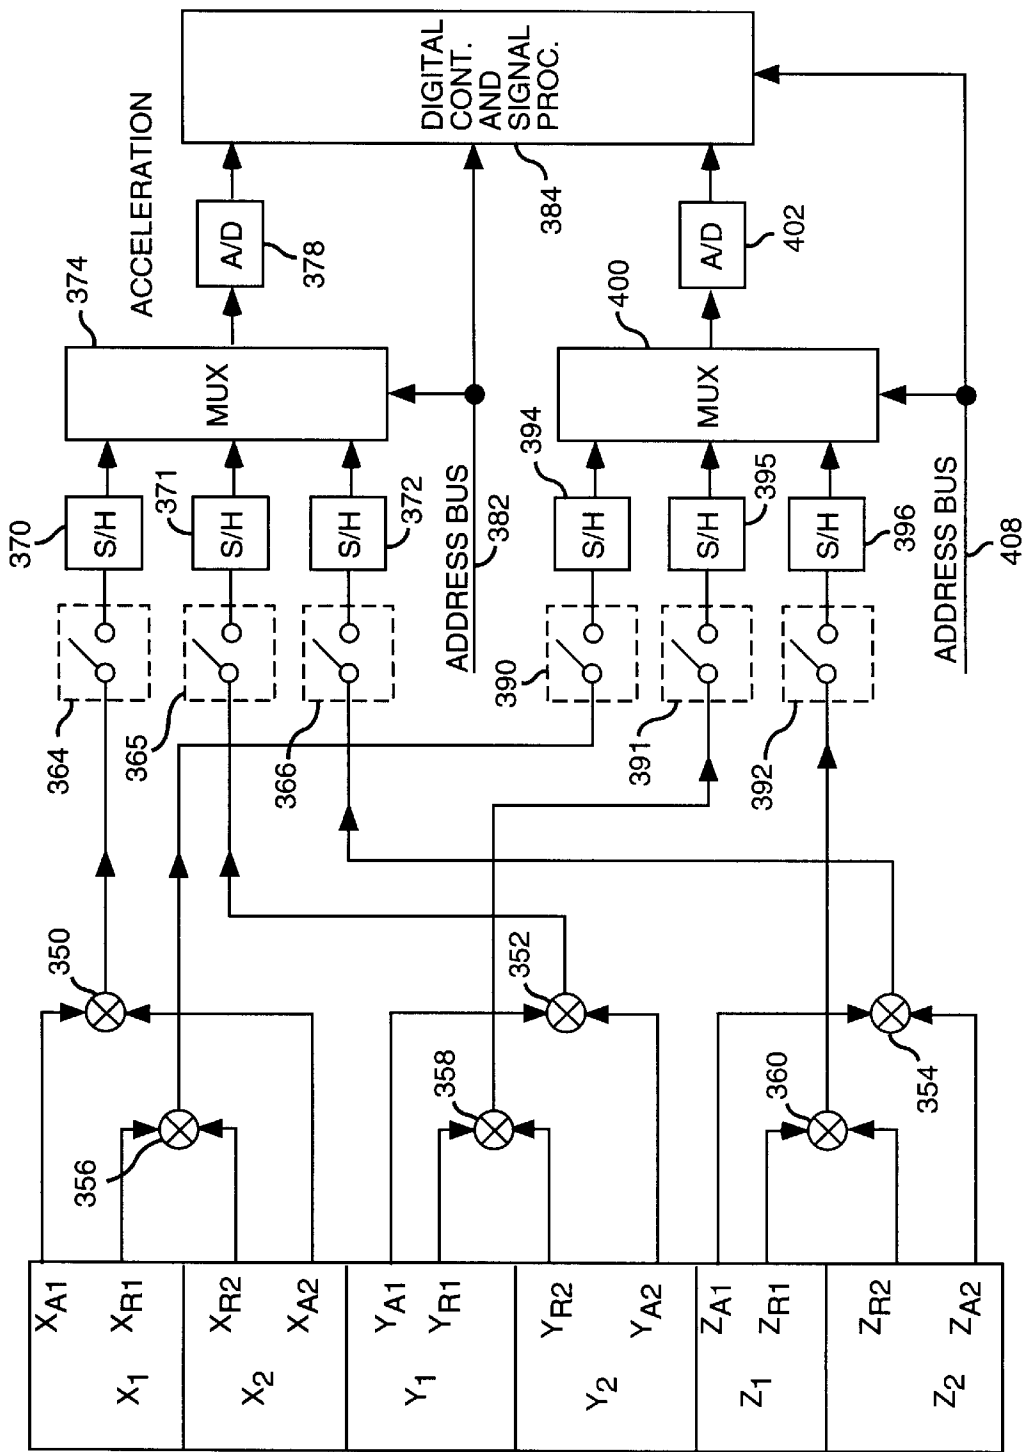 X1
XA1
XR1
X2
XR2
XA2
Y1
YA1
YR1
Y2
YR2
YA2
Z1
ZA1
ZR1
Z2
ZR2
ZA2
350
356
352
358
354
360
364
365
366
390
391
392
370
S/H
371
S/H
372
S/H
ADDRESS BUS
382
394
S/H
395
S/H
396
S/H
ADDRESS BUS
408
374
MUX
400
MUX
ACCELERATION
A/D
378
A/D
402
DIGITAL
CONT.
AND
SIGNAL
PROC.
384